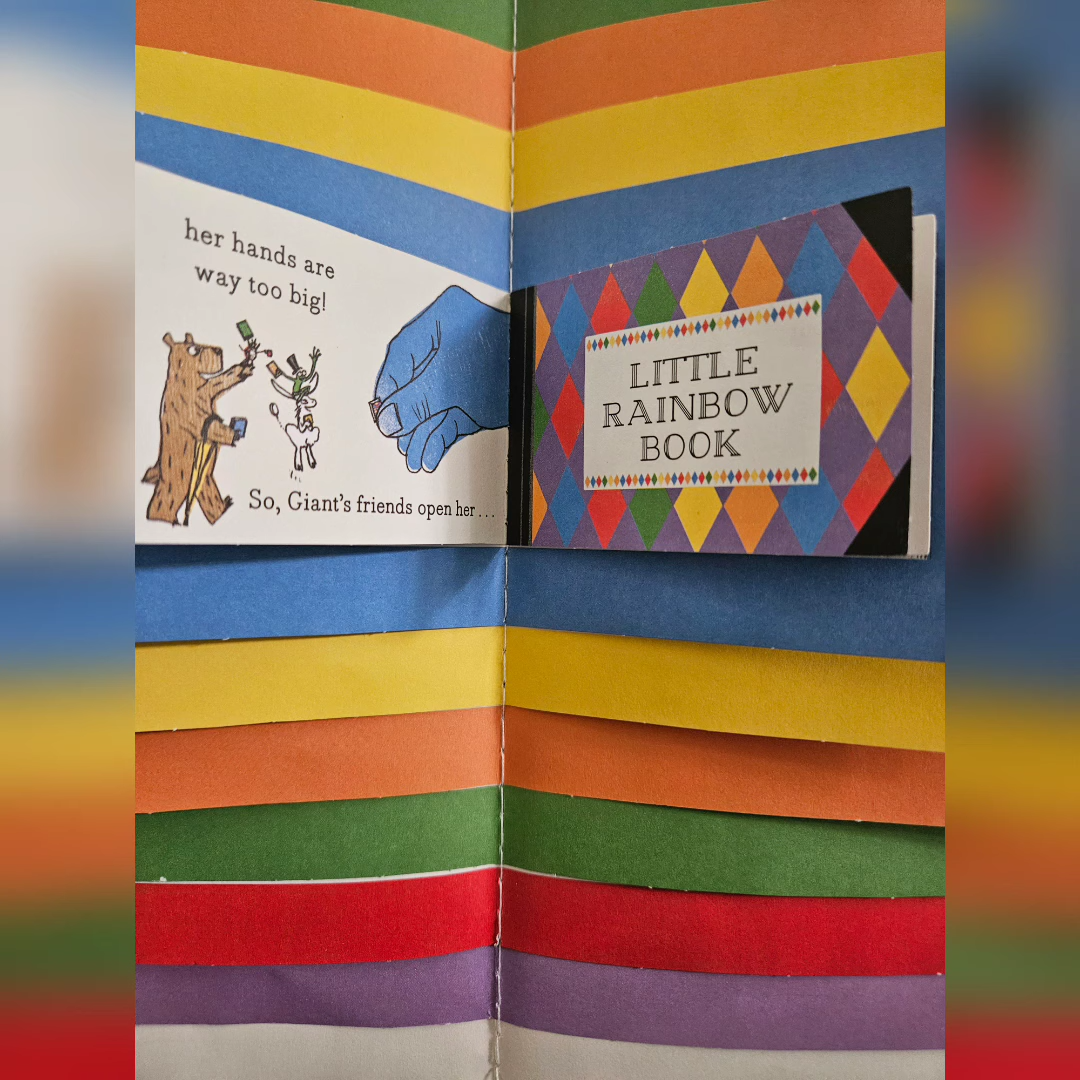 her hands are
way too big!
So, Giant's friends open her...
LITTLE
RAINBOW
BOOK